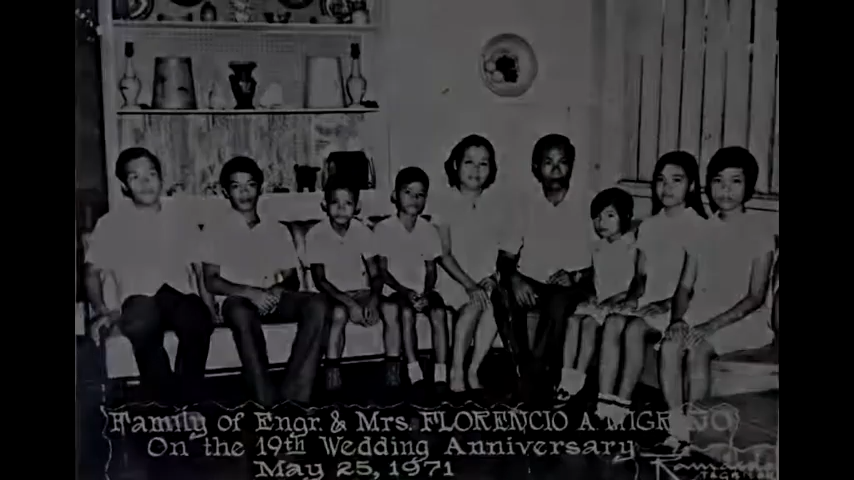 Family of Engr. & Mrs. FLORENCIO A.
On the 19th Wedding Anniversary
May 25, 1971